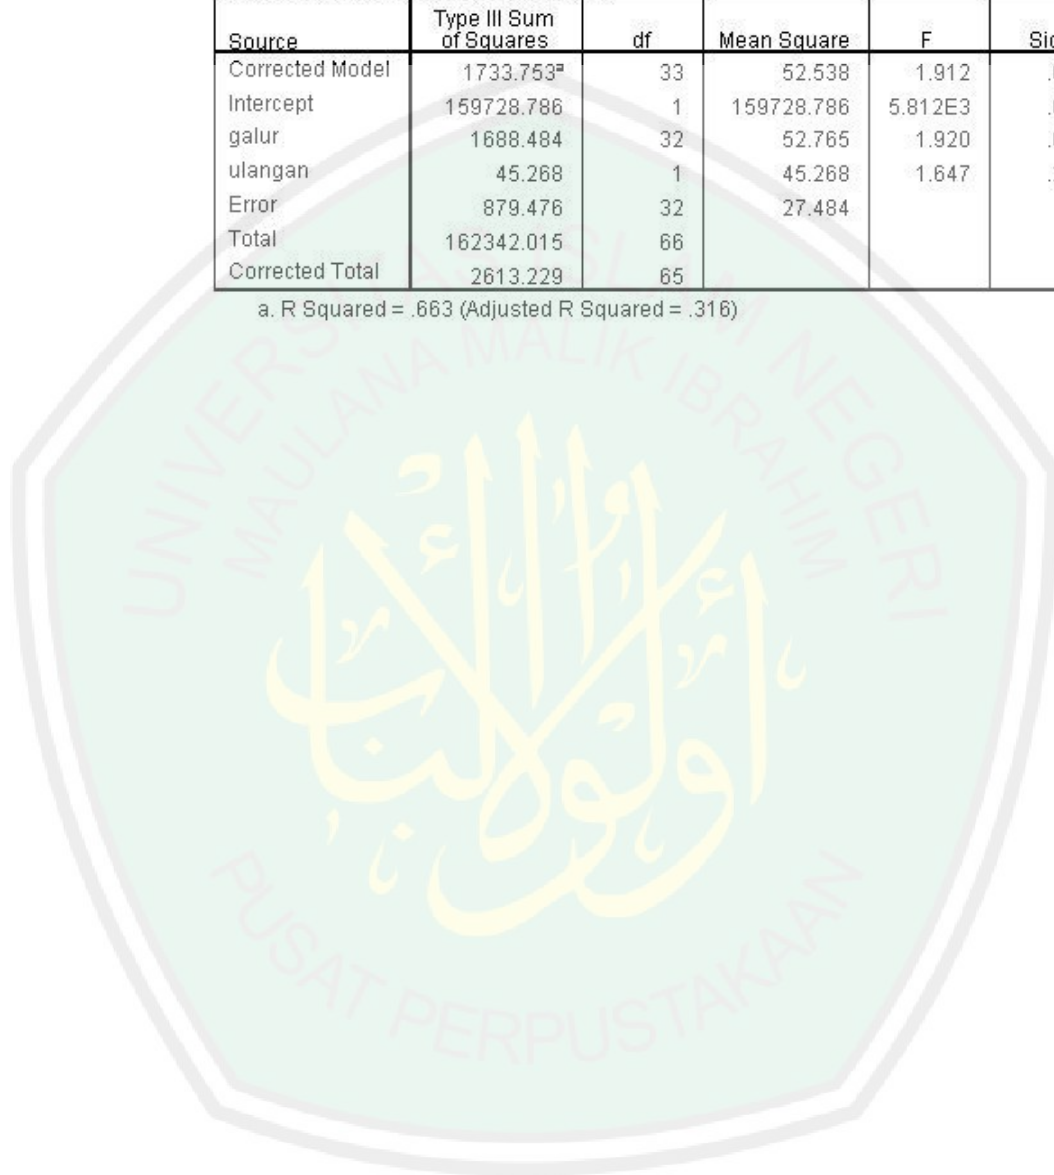 Source Type III Sum of Squares df Mean Square F
Corrected Model 1733.753a 33 52.538 1.912
Intercept 159728.786 1 159728.786 5.812E3
galur 1688.484 32 52.765 1.920
ulangan 45.268 1 45.268 1.647
Error 879.476 32 27.484
Total 162342.015 66
Corrected Total 2613.229 65
a. R Squared = .663 (Adjusted R Squared = .316)
UNIVERSITAS ISLAM NEGERI
MAULANA MALIK IBRAHIM
PUSAT PERPUSTAKAAN